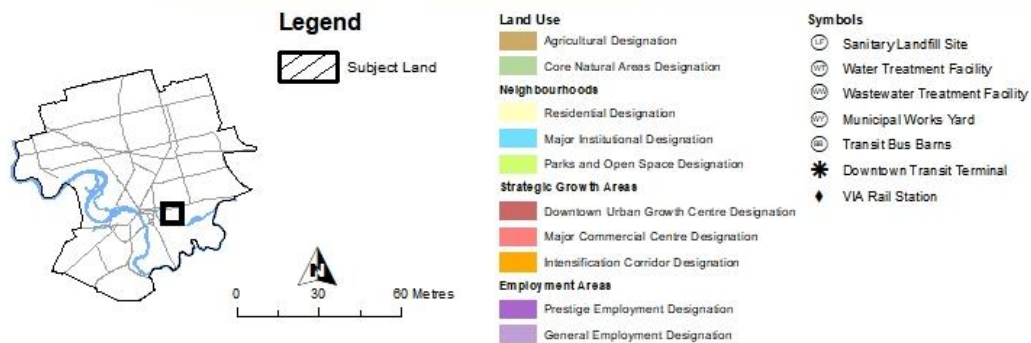 Legend
Subject Land
N
0 30 60 Metres
Land Use
Agricultural Designation
Core Natural Areas Designation
Neighbourhoods
Residential Designation
Major Institutional Designation
Parks and Open Space Designation
Strategic Growth Areas
Downtown Urban Growth Centre Designation
Major Commercial Centre Designation
Intensification Corridor Designation
Employment Areas
Prestige Employment Designation
General Employment Designation
Symbols
LF Sanitary Landfill Site
WT Water Treatment Facility
WW Wastewater Treatment Facility
WY Municipal Works Yard
BB Transit Bus Barns
Downtown Transit Terminal
VIA Rail Station